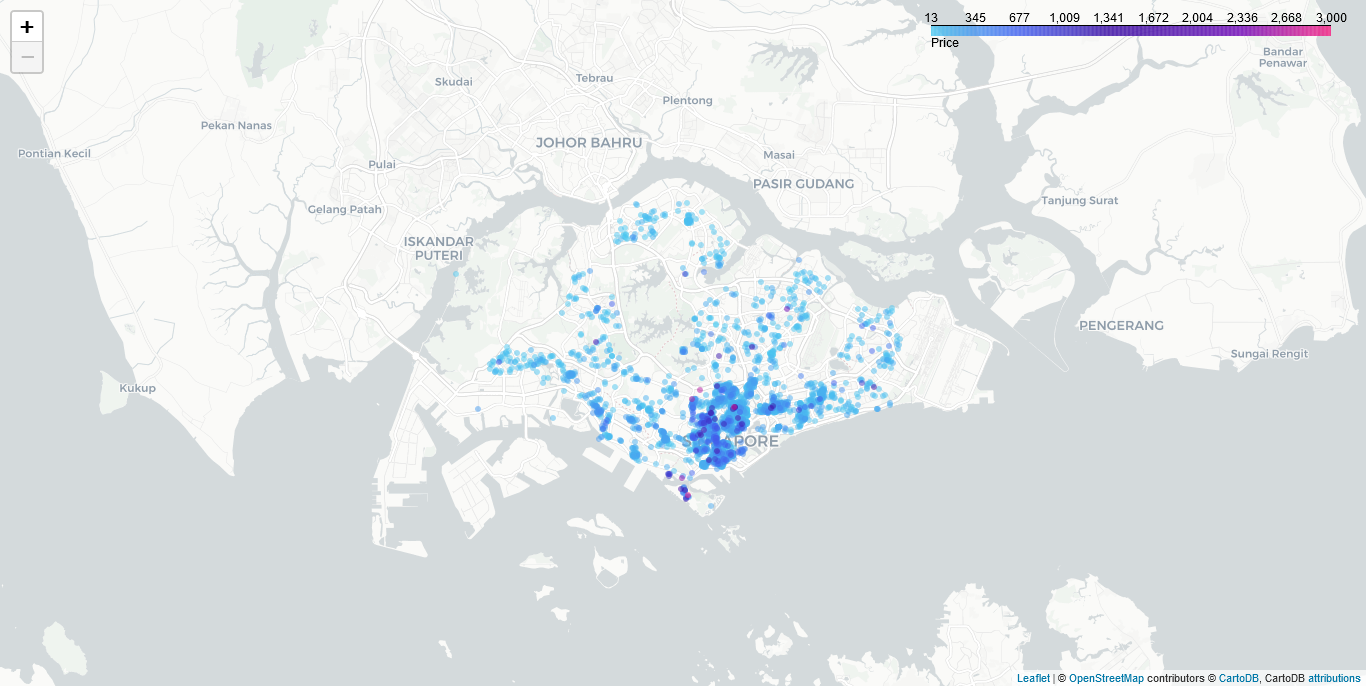 +
−
13 345 677 1,009 1,341 1,672 2,004 2,336 2,668 3,000
Price
Bandar
Penawar
Tebrau
Skudai
Plentong
Pekan Nanas
JOHOR BAHRU
Pontian Kecil
Masai
Pulai
PASIR GUDANG
Tanjung Surat
Gelang Patah
ISKANDAR
PUTERI
PENGERANG
Sungai Rengit
Kukup
SINGAPORE
Leaflet | © OpenStreetMap contributors © CartoDB, CartoDB attributions